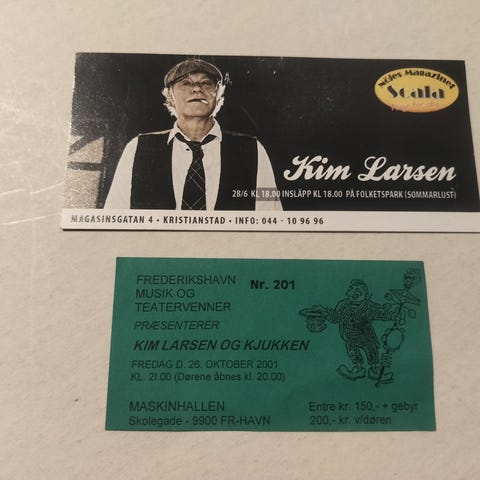 Nöjes Magazinet
Scala
Kim Larsen
28/6 KL 18.00 INSLÄPP KL 18.00 PÅ FOLKETSPARK (SOMMARLUST)
MAGASINSGATAN 4 • KRISTIANSTAD • INFO: 044 - 10 96 96
FREDERIKSHAVN
MUSIK OG
TEATERVENNER
Nr. 201
PRÆSENTERER
KIM LARSEN OG KJUKKEN
FREDAG D. 26. OKTOBER 2001
KL. 21:00 (Dørene åbnes kl. 20.00)
MASKINHALLEN
Skolegade - 9900 FR-HAVN
Entre kr. 150,- + gebyr
200,- kr. v/døren